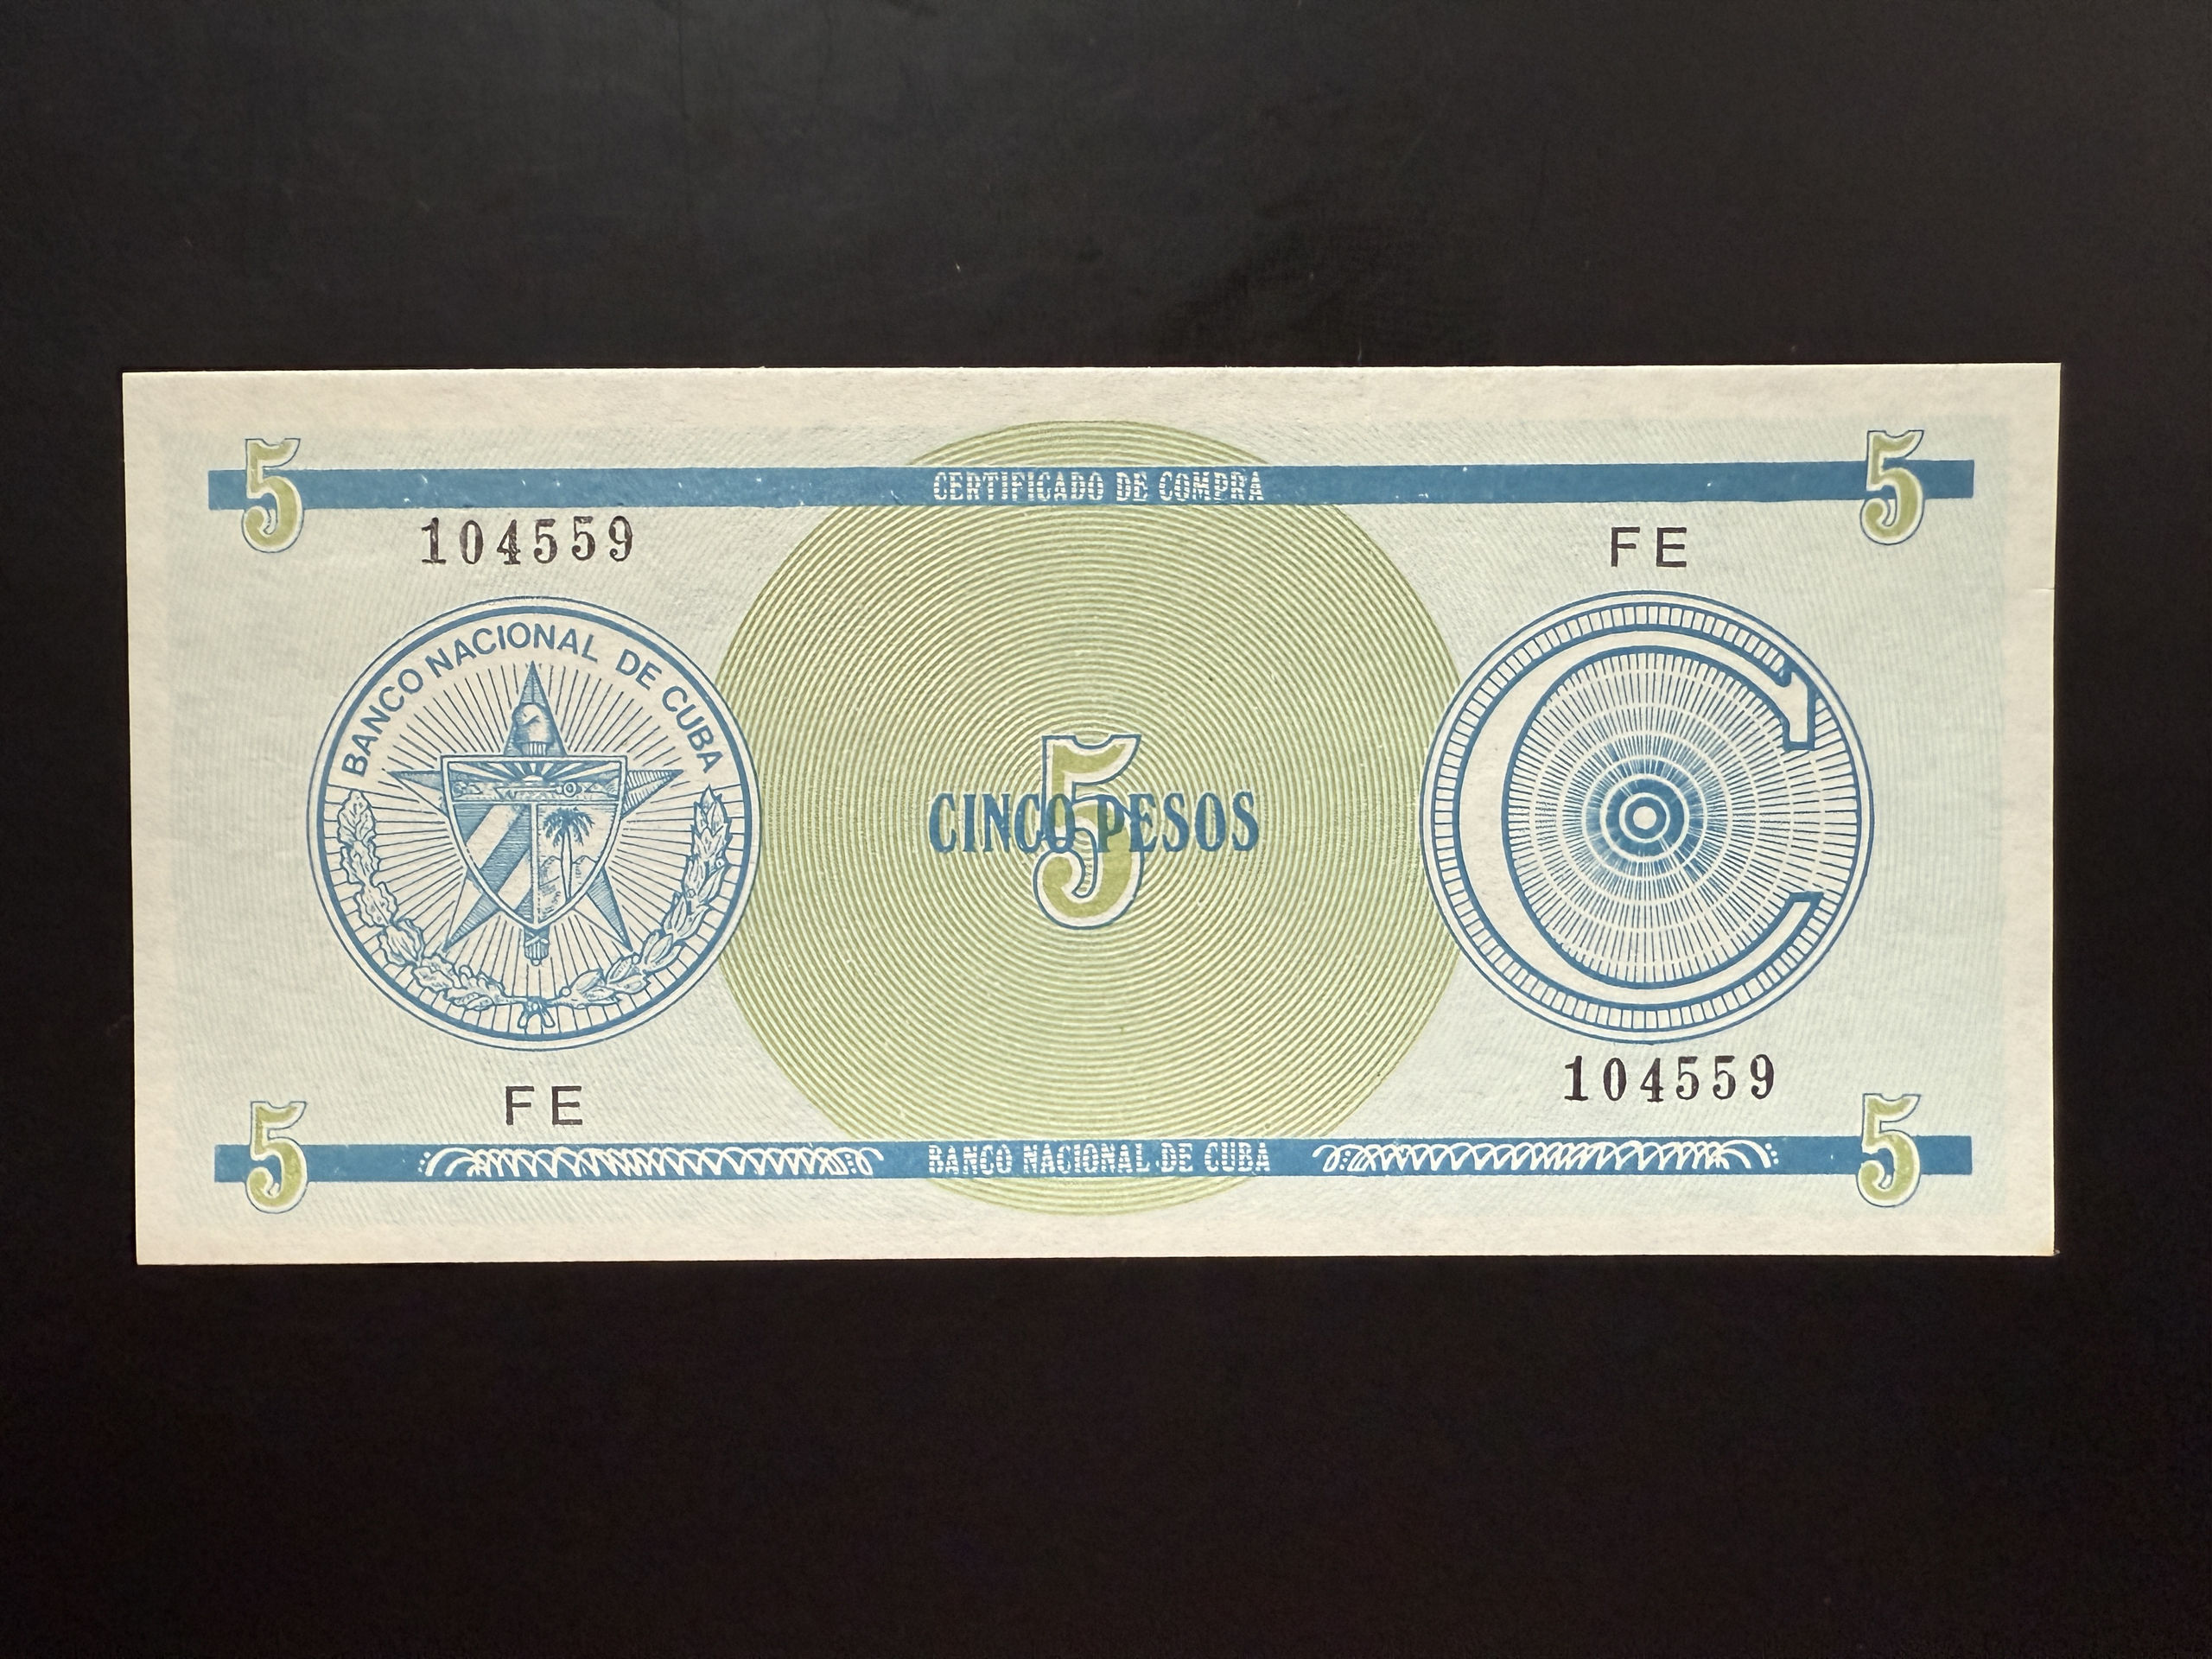 5 CERTIFICADO DE COMPRA 5
104559 FE
BANCO NACIONAL DE CUBA
C
5
CINCO PESOS
FE 104559
5 BANCO NACIONAL DE CUBA 5